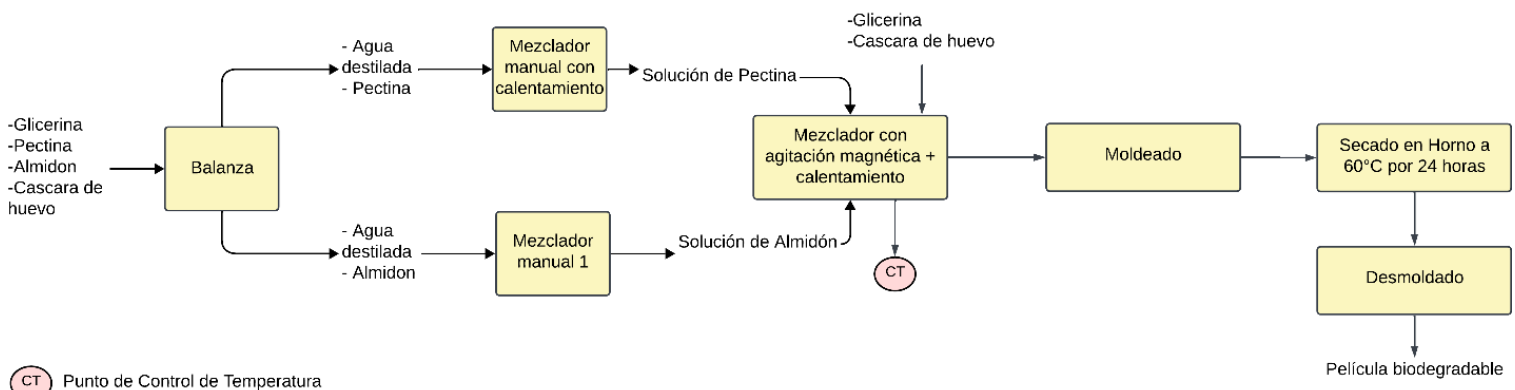 -Glicerina
-Pectina
-Almidon
-Cascara de
huevo
Balanza
- Agua
destilada
- Pectina
Mezclador
manual con
calentamiento
Solución de Pectina
- Agua
destilada
- Almidon
Mezclador
manual 1
Solución de Almidón
-Glicerina
-Cascara de huevo
Mezclador con
agitación magnética +
calentamiento
CT
Moldeado
Secado en Horno a
60°C por 24 horas
Desmoldado
Película biodegradable
CT Punto de Control de Temperatura